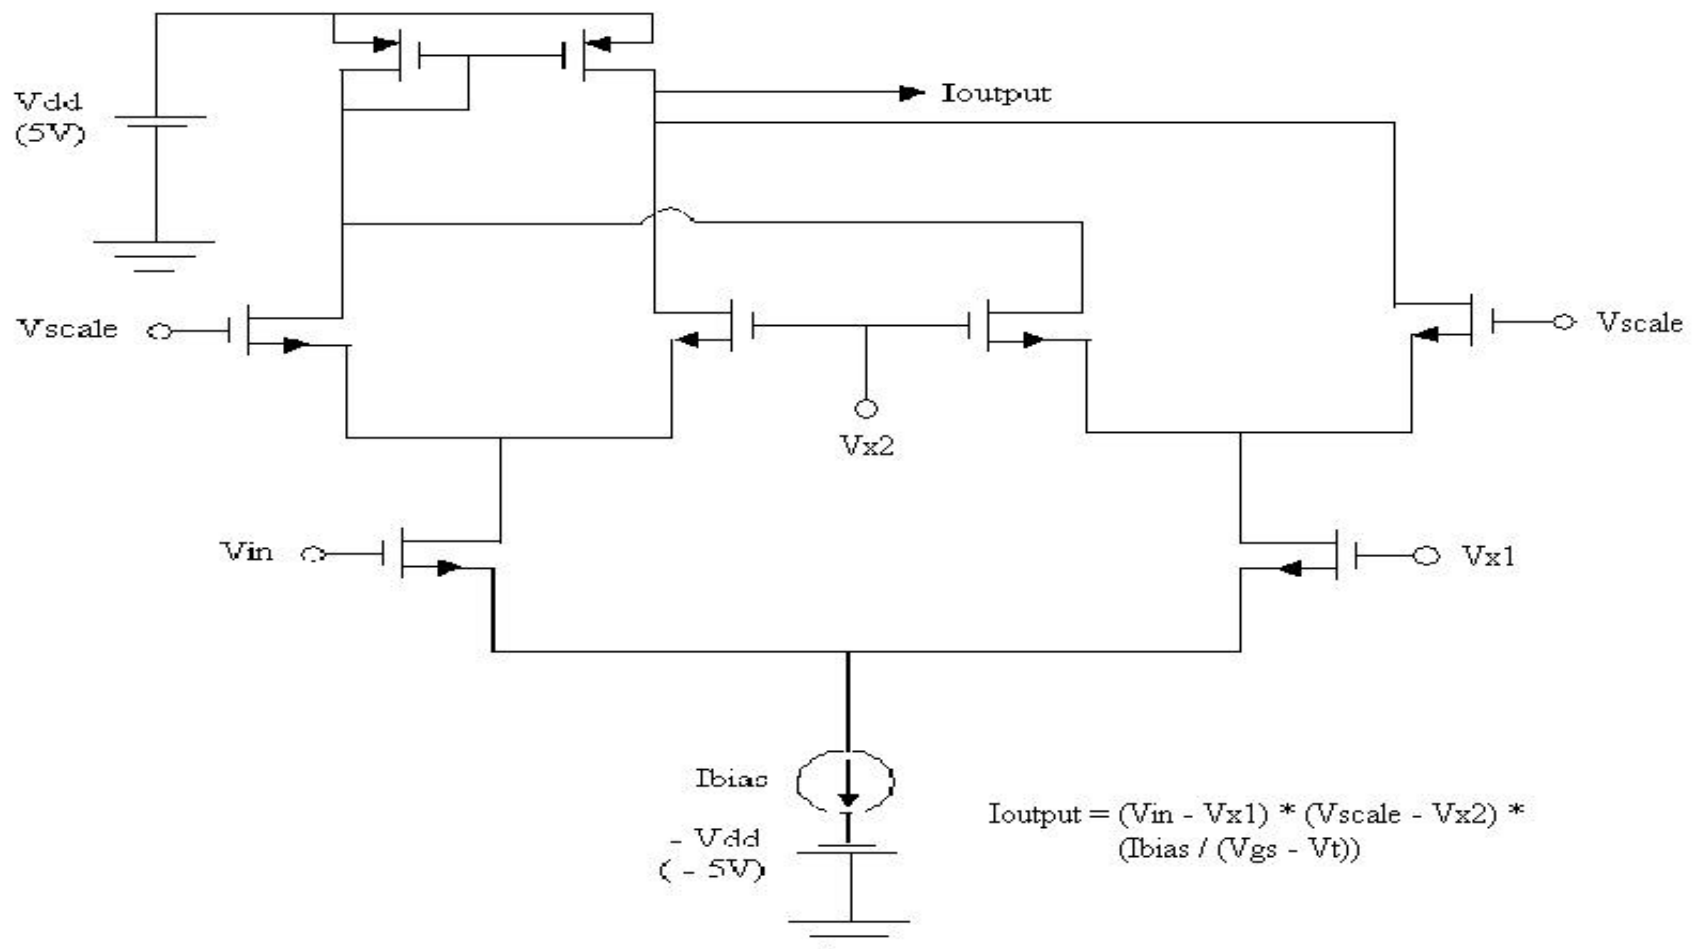 Vdd
(5V)
Ioutput
Vscale
Vscale
Vx2
Vin
Vx1
Ibias
- Vdd
( - 5V)
Ioutput = (Vin - Vx1) * (Vscale - Vx2) *
(Ibias / (Vgs - Vt))